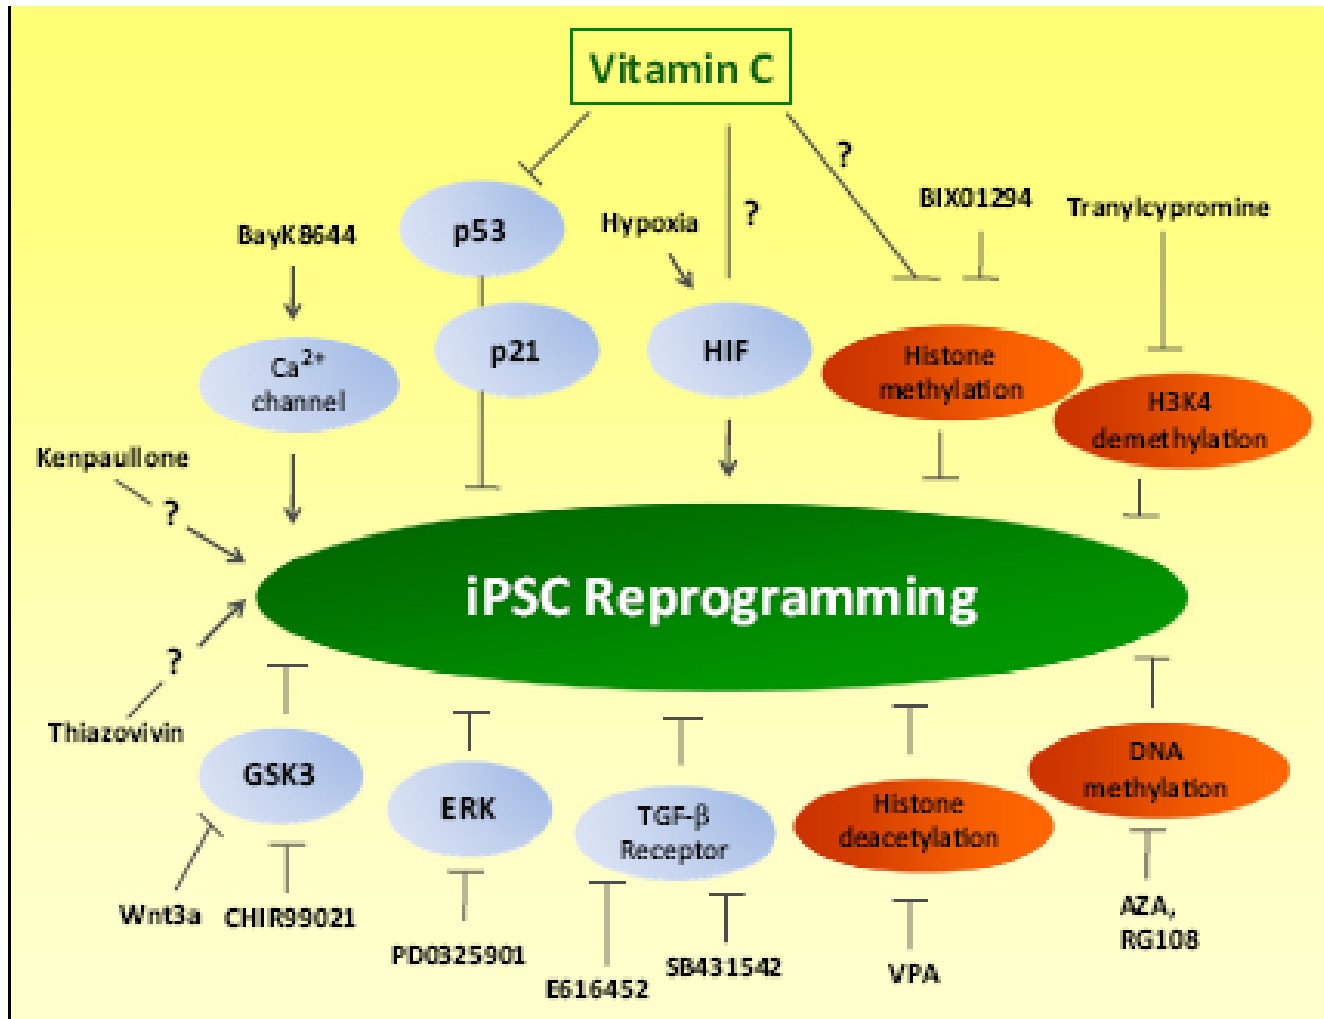 Vitamin C
?
BIX01294
Tranylcypromine
Hypoxia
?
p53
BayK8644
p21
HIF
Histone
methylation
Ca2+
channel
H3K4
demethylation
Kenpaullone
?
iPSC Reprogramming
?
Thiazovivin
GSK3
ERK
TGF-β
Receptor
Histone
deacetylation
DNA
methylation
Wnt3a
CHIR99021
PD0325901
E616452
SB431542
VPA
AZA,
RG108